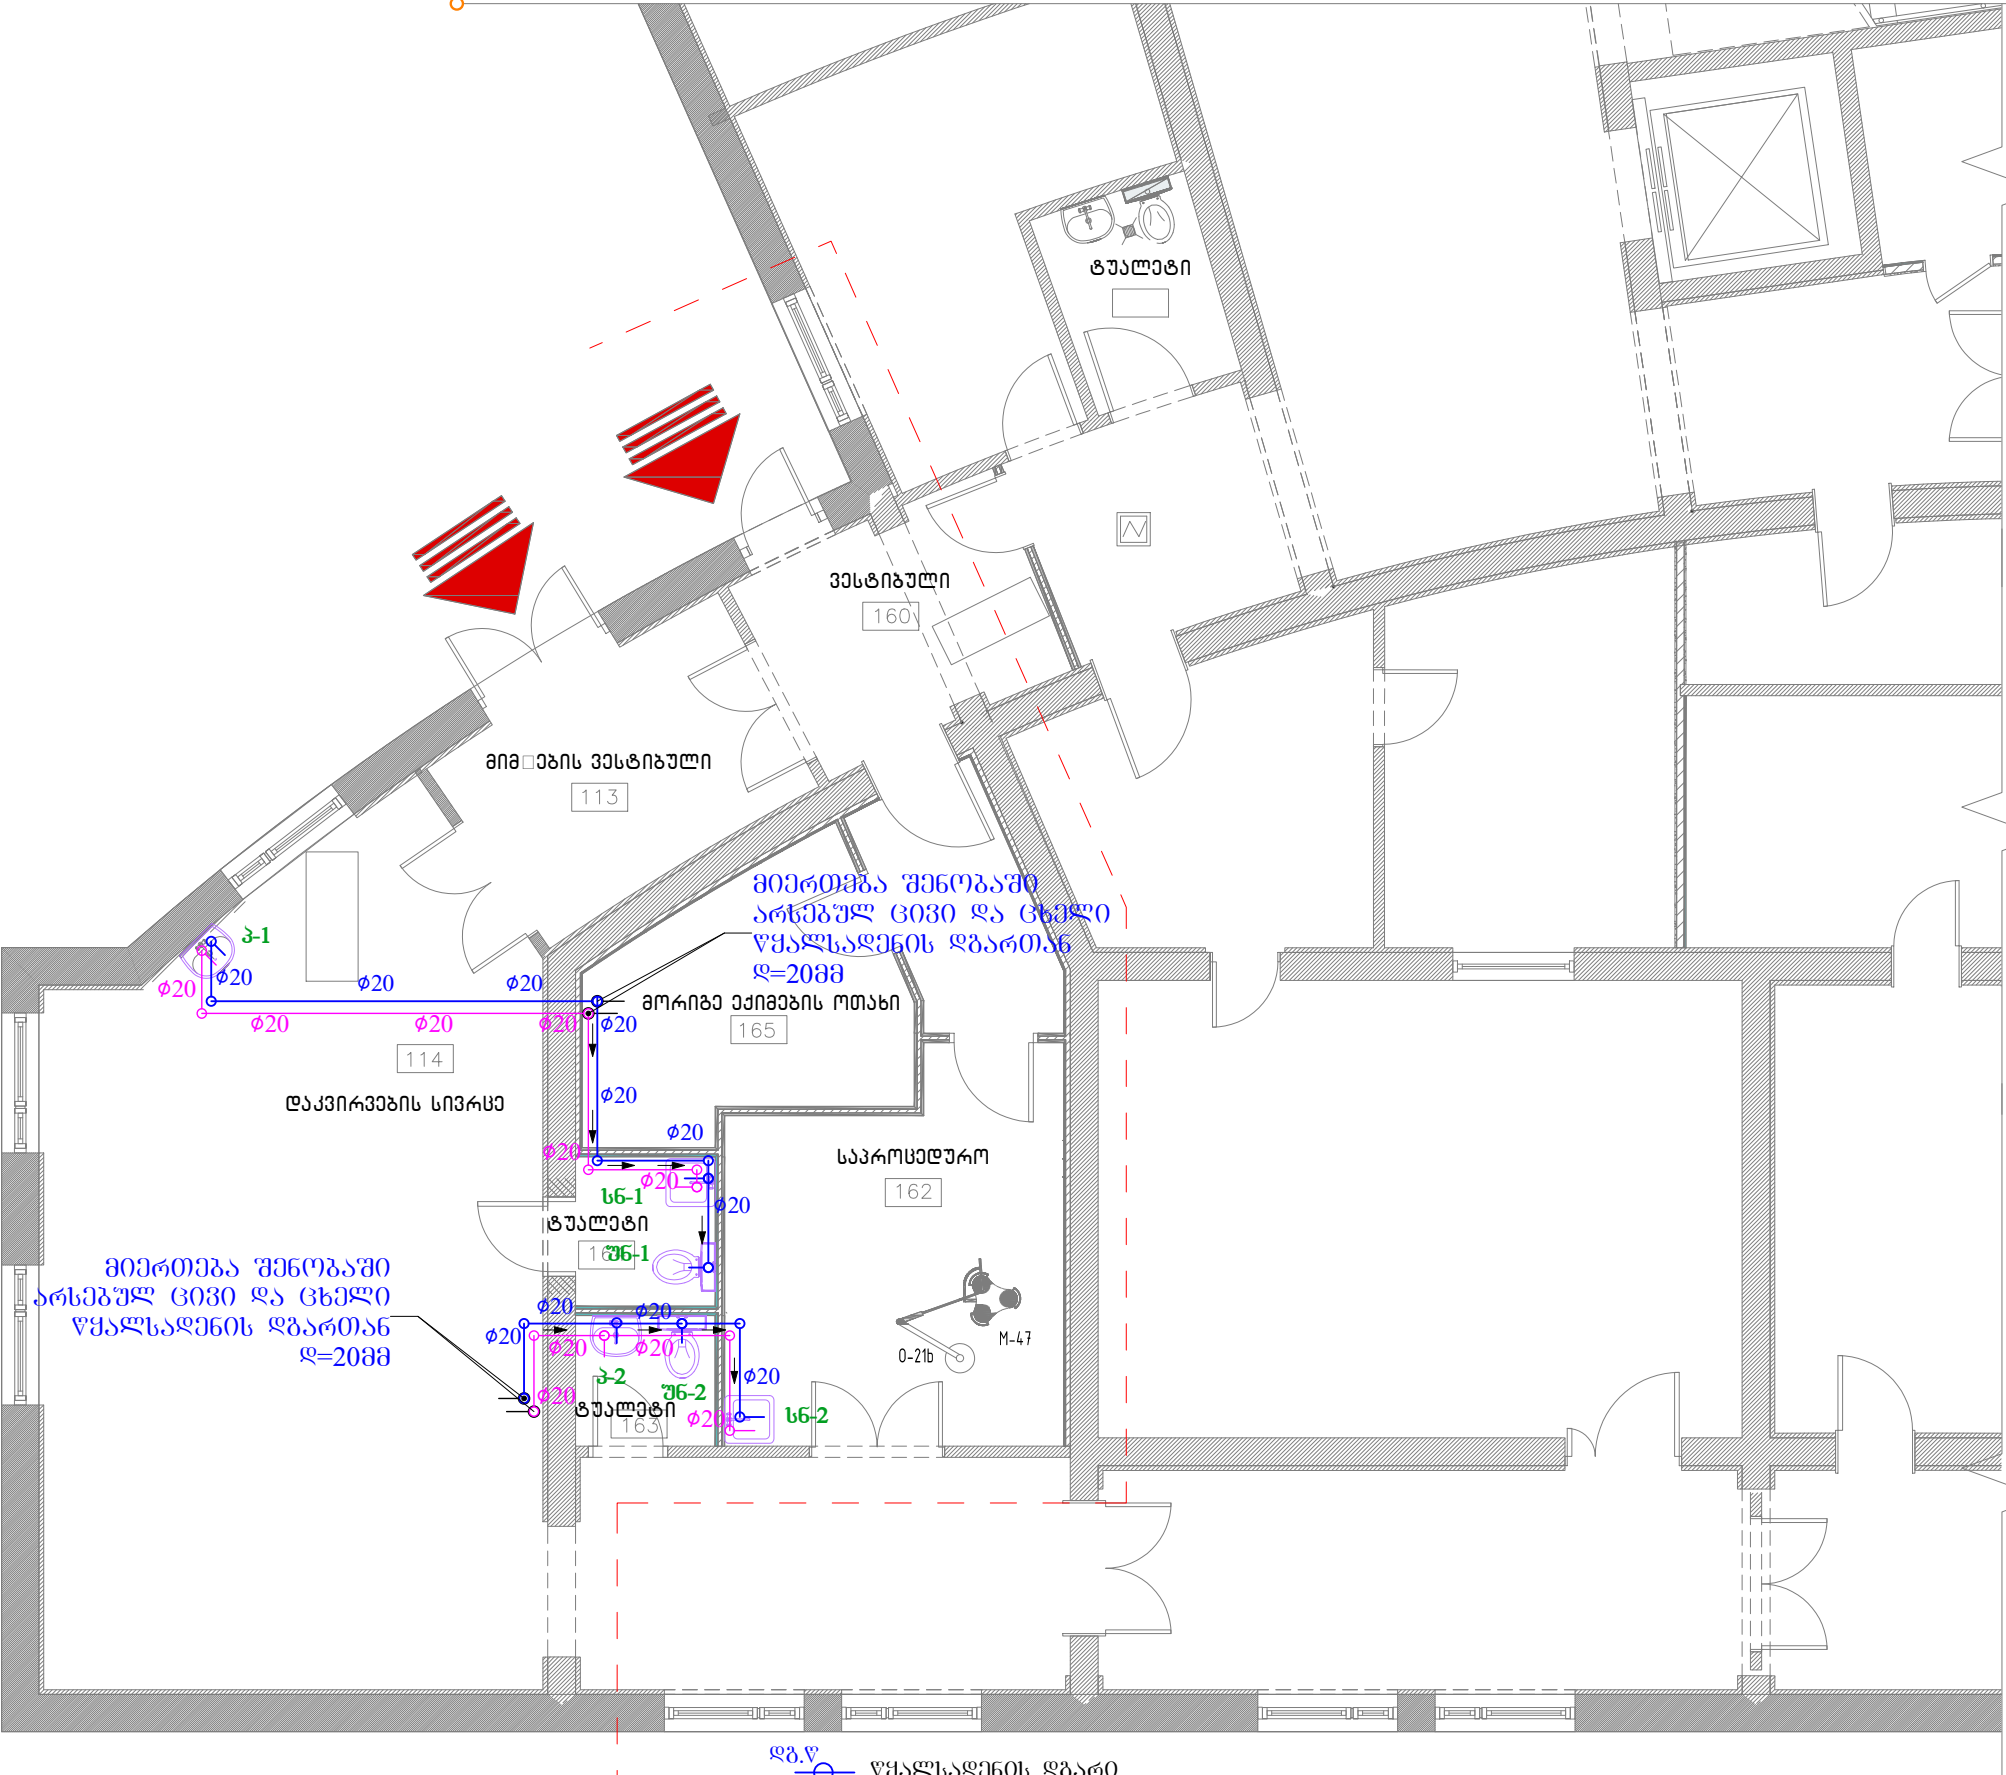 ტუალეტი
ვესტიბული
160
მიმ□ების ვესტიბული
113
მიერთება შენობაში
არსებულ ცივი და ცხელი
წყალსადენის დგართან
დ=20მმ
პ-1
ϕ20
ϕ20
ϕ20
ϕ20
ϕ20
ϕ20
ϕ20
ϕ20
მორიგე ექიმების ოთახი
165
114
დაკვირვების სივრცე
ϕ20
ϕ20
ϕ20
ϕ20
ϕ20
საპროცედურო
162
სნ-1
ტუალეტი
უნ-1
მიერთება შენობაში
არსებულ ცივი და ცხელი
წყალსადენის დგართან
დ=20მმ
ϕ20
ϕ20
ϕ20
ϕ20
ϕ20
M-47
O-21b
პ-2
უნ-2
ϕ20
ϕ20
ტუალეტი
163
ϕ20
სნ-2
დგ.წ
წყალსადენის დგარი